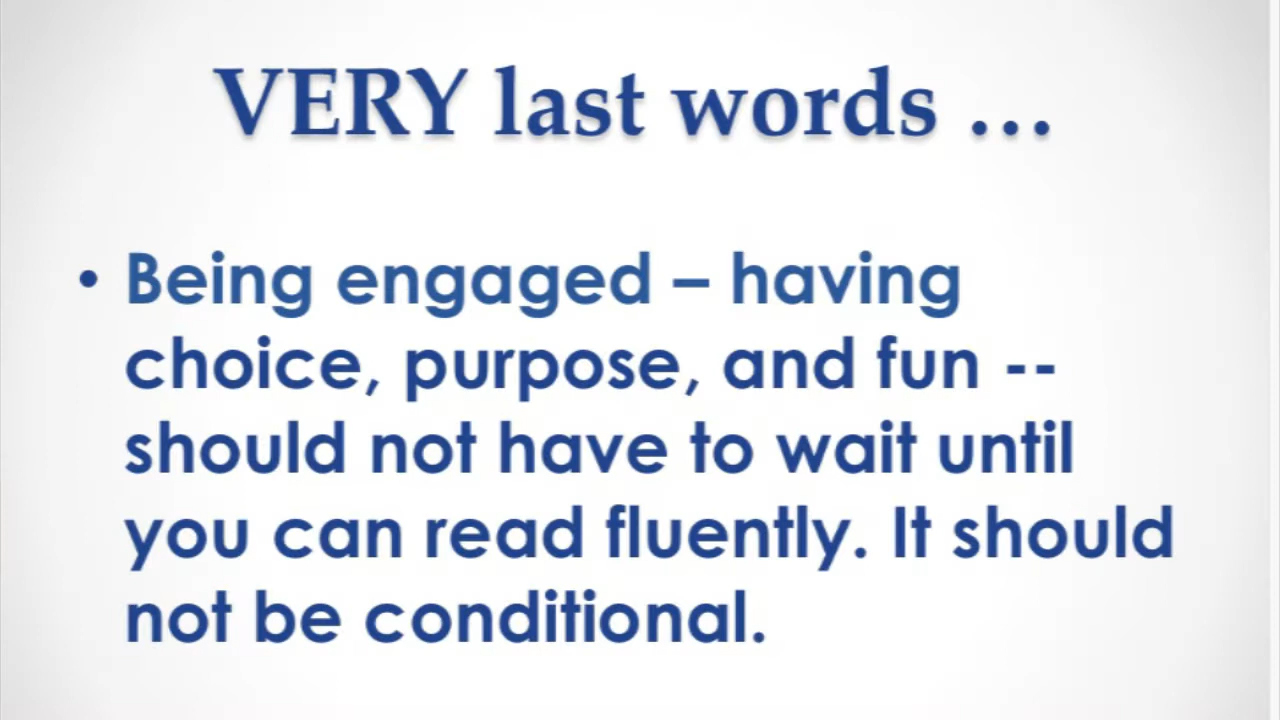 VERY last words …
• Being engaged – having
choice, purpose, and fun --
should not have to wait until
you can read fluently. It should
not be conditional.